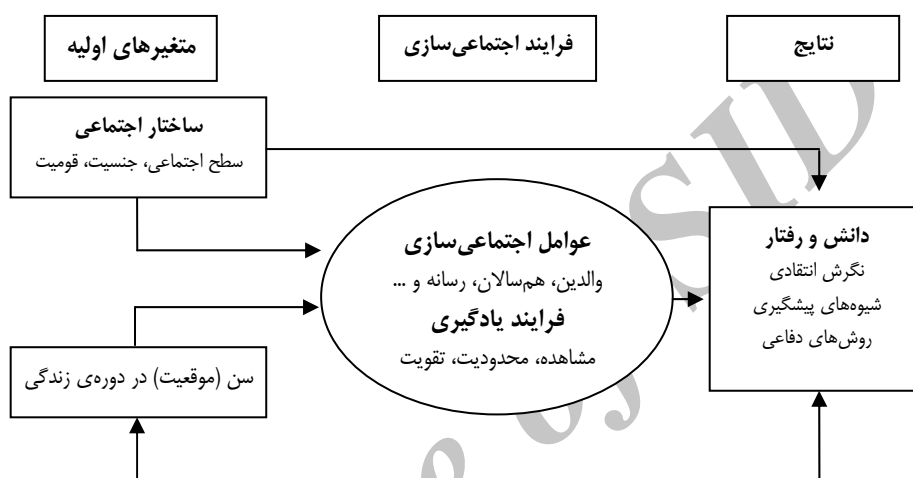 نتایج
فرایند اجتماعی‌سازی
متغیرهای اولیه
ساختار اجتماعی
سطح اجتماعی، جنسیت، قومیت
عوامل اجتماعی‌سازی
والدین، هم‌سالان، رسانه و ...
فرایند یادگیری
مشاهده، محدودیت، تقویت
دانش و رفتار
نگرش انتقادی
شیوه‌های پیشگیری
روش‌های دفاعی
سن (موقعیت) در دوره‌ی زندگی
of SID